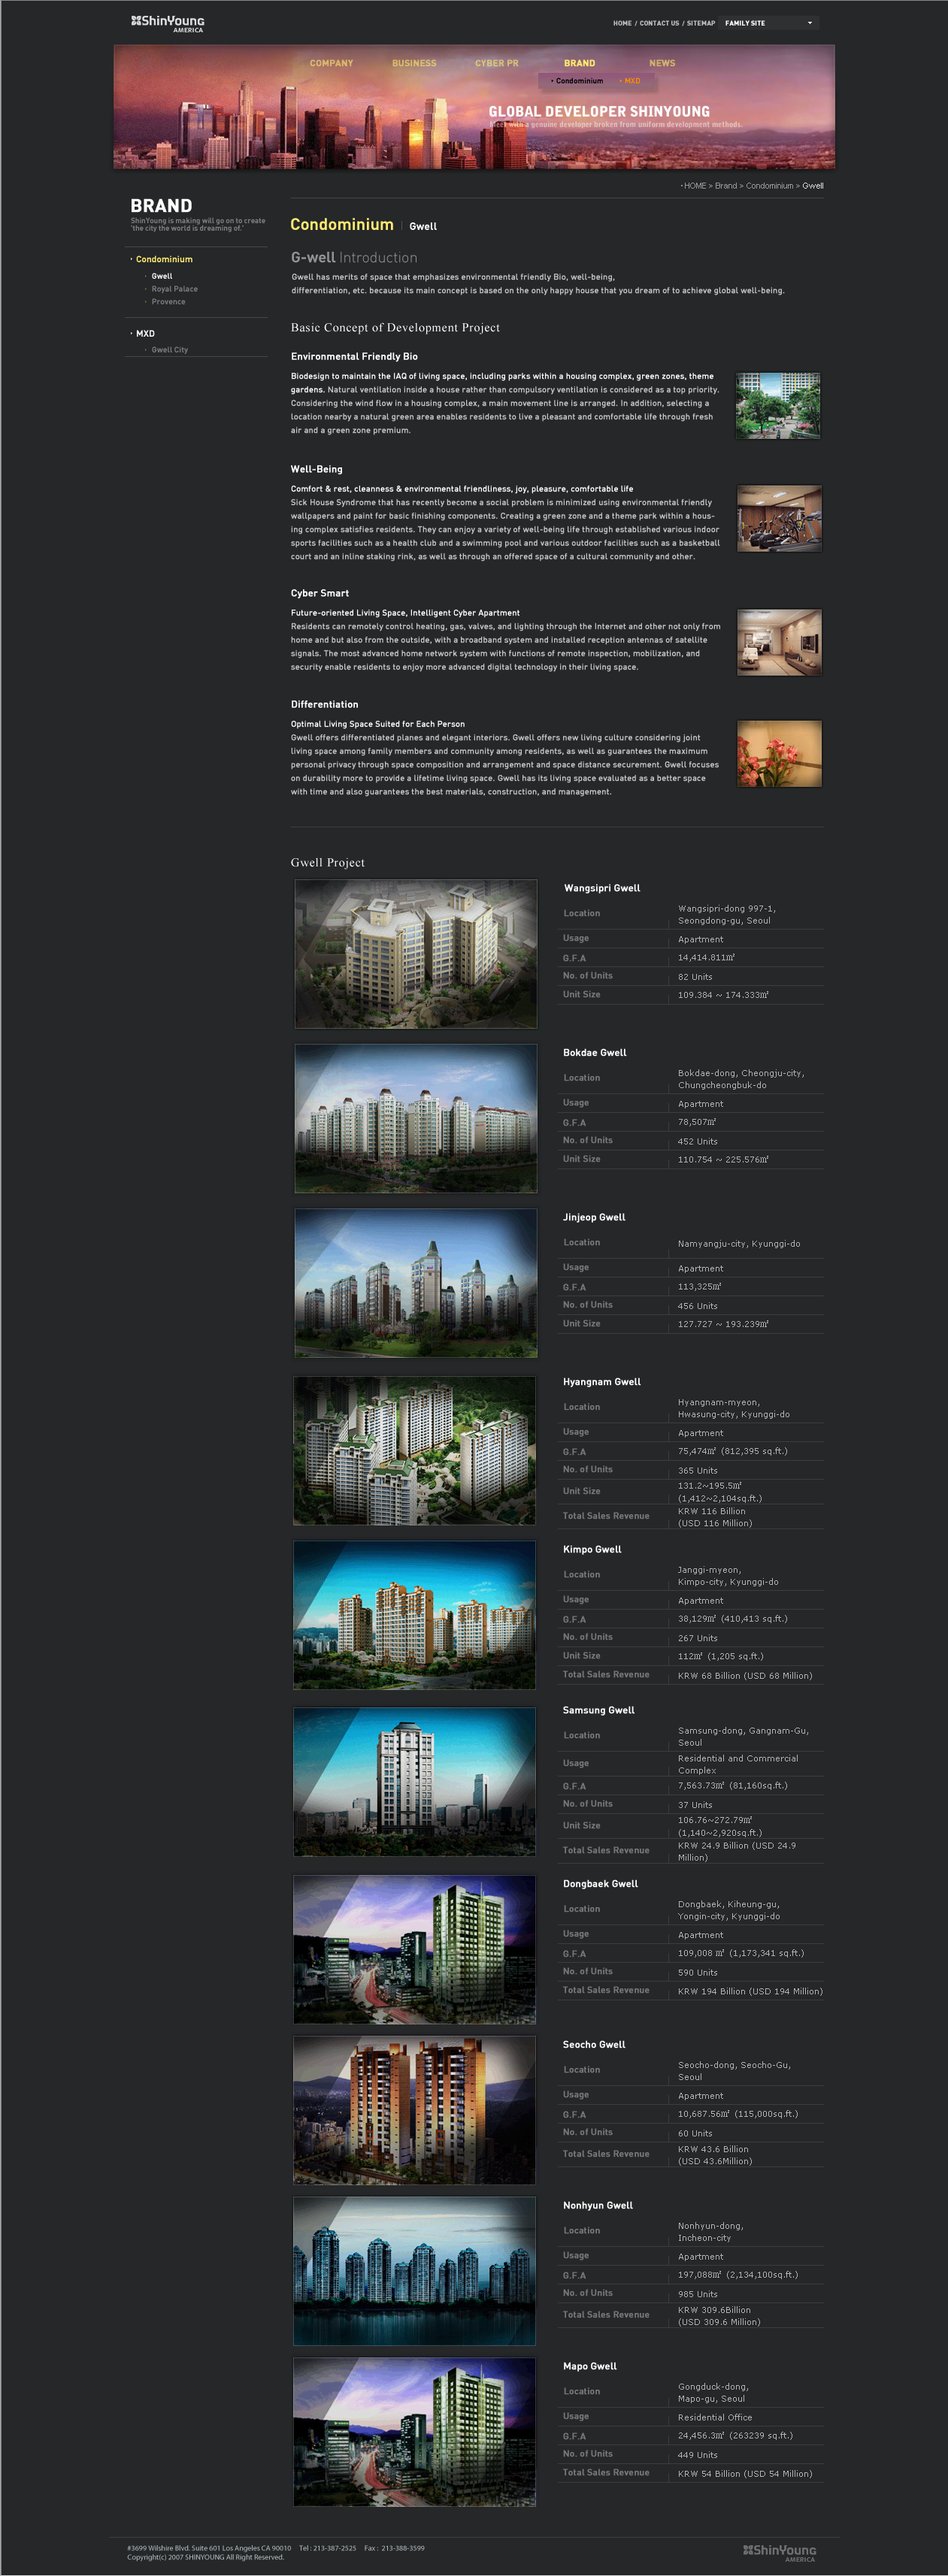 ShinYoung
AMERICA
HOME / CONTACT US / SITEMAP
FAMILY SITE
COMPANY
BUSINESS
CYBER PR
BRAND
NEWS
· Condominium
· MXD
GLOBAL DEVELOPER SHINYOUNG
Meet with a genuine developer broken from uniform development methods.
·HOME > Brand > Condominium > Gwell
BRAND
ShinYoung is making will go on to create
'the city the world is dreaming of.'
· Condominium
· Gwell
· Royal Palace
· Provence
· MXD
· Gwell City
Condominium | Gwell
G-well Introduction
Gwell has merits of space that emphasizes environmental friendly Bio, well-being,
differentiation, etc. because its main concept is based on the only happy house that you dream of to achieve global well-being.
Basic Concept of Development Project
Environmental Friendly Bio
Biodesign to maintain the IAQ of living space, including parks within a housing complex, green zones, theme
gardens. Natural ventilation inside a house rather than compulsory ventilation is considered as a top priority.
Considering the wind flow in a housing complex, a main movement line is arranged. In addition, selecting a
location nearby a natural green area enables residents to live a pleasant and comfortable life through fresh
air and a green zone premium.
Well-Being
Comfort & rest, cleanness & environmental friendliness, joy, pleasure, comfortable life
Sick House Syndrome that has recently become a social problem is minimized using environmental friendly
wallpapers and paint for basic finishing components. Creating a green zone and a theme park within a hous-
ing complex satisfies residents. They can enjoy a variety of well-being life through established various indoor
sports facilities such as a health club and a swimming pool and various outdoor facilities such as a basketball
court and an inline staking rink, as well as through an offered space of a cultural community and other.
Cyber Smart
Future-oriented Living Space, Intelligent Cyber Apartment
Residents can remotely control heating, gas, valves, and lighting through the Internet and other not only from
home and but also from the outside, with a broadband system and installed reception antennas of satellite
signals. The most advanced home network system with functions of remote inspection, mobilization, and
security enable residents to enjoy more advanced digital technology in their living space.
Differentiation
Optimal Living Space Suited for Each Person
Gwell offers differentiated planes and elegant interiors. Gwell offers new living culture considering joint
living space among family members and community among residents, as well as guarantees the maximum
personal privacy through space composition and arrangement and space distance securement. Gwell focuses
on durability more to provide a lifetime living space. Gwell has its living space evaluated as a better space
with time and also guarantees the best materials, construction, and management.
Gwell Project
Wangsipri Gwell
Location Wangsipri-dong 997-1,
Seongdong-gu, Seoul
Usage Apartment
G.F.A 14,414.811㎡
No. of Units 82 Units
Unit Size 109.384 ~ 174.333㎡
Bokdae Gwell
Location Bokdae-dong, Cheongju-city,
Chungcheongbuk-do
Usage Apartment
G.F.A 78,507㎡
No. of Units 452 Units
Unit Size 110.754 ~ 225.576㎡
Jinjeop Gwell
Location Namyangju-city, Kyunggi-do
Usage Apartment
G.F.A 113,325㎡
No. of Units 456 Units
Unit Size 127.727 ~ 193.239㎡
Hyangnam Gwell
Location Hyangnam-myeon,
Hwasung-city, Kyunggi-do
Usage Apartment
G.F.A 75,474㎡ (812,395 sq.ft.)
No. of Units 365 Units
Unit Size 131.2~195.5㎡
(1,412~2,104sq.ft.)
Total Sales Revenue KRW 116 Billion
(USD 116 Million)
Kimpo Gwell
Location Janggi-myeon,
Kimpo-city, Kyunggi-do
Usage Apartment
G.F.A 38,129㎡ (410,413 sq.ft.)
No. of Units 267 Units
Unit Size 112㎡ (1,205 sq.ft.)
Total Sales Revenue KRW 68 Billion (USD 68 Million)
Samsung Gwell
Location Samsung-dong, Gangnam-Gu,
Seoul
Usage Residential and Commercial
Complex
G.F.A 7,563.73㎡ (81,160sq.ft.)
No. of Units 37 Units
Unit Size 106.76~272.79㎡
(1,140~2,920sq.ft.)
Total Sales Revenue KRW 24.9 Billion (USD 24.9
Million)
Dongbaek Gwell
Location Dongbaek, Kiheung-gu,
Yongin-city, Kyunggi-do
Usage Apartment
G.F.A 109,008 ㎡ (1,173,341 sq.ft.)
No. of Units 590 Units
Total Sales Revenue KRW 194 Billion (USD 194 Million)
Seocho Gwell
Location Seocho-dong, Seocho-Gu,
Seoul
Usage Apartment
G.F.A 10,687.56㎡ (115,000sq.ft.)
No. of Units 60 Units
Total Sales Revenue KRW 43.6 Billion
(USD 43.6Million)
Nonhyun Gwell
Location Nonhyun-dong,
Incheon-city
Usage Apartment
G.F.A 197,088㎡ (2,134,100sq.ft.)
No. of Units 985 Units
Total Sales Revenue KRW 309.6Billion
(USD 309.6 Million)
Mapo Gwell
Location Gongduck-dong,
Mapo-gu, Seoul
Usage Residential Office
G.F.A 24,456.3㎡ (263239 sq.ft.)
No. of Units 449 Units
Total Sales Revenue KRW 54 Billion (USD 54 Million)
#3699 Wilshire Blvd. Suite 601 Los Angeles CA 90010 Tel : 213-387-2525 Fax : 213-388-3599
Copyright(c) 2007 SHINYOUNG All Right Reserved.
ShinYoung
AMERICA